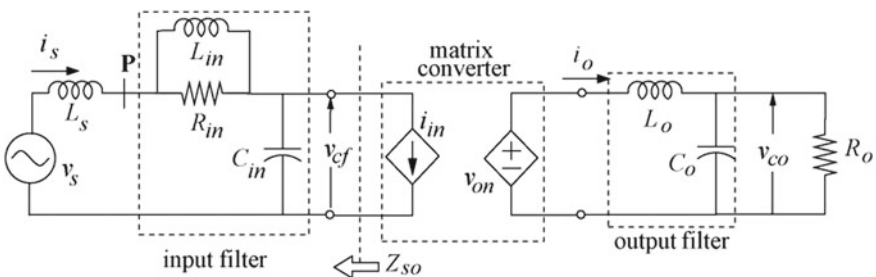 i_s
P
L_in
L_s
R_in
C_in
v_s
v_cf
input filter
Z_so
matrix
converter
i_in
v_on
i_o
L_o
C_o
v_co
R_o
output filter